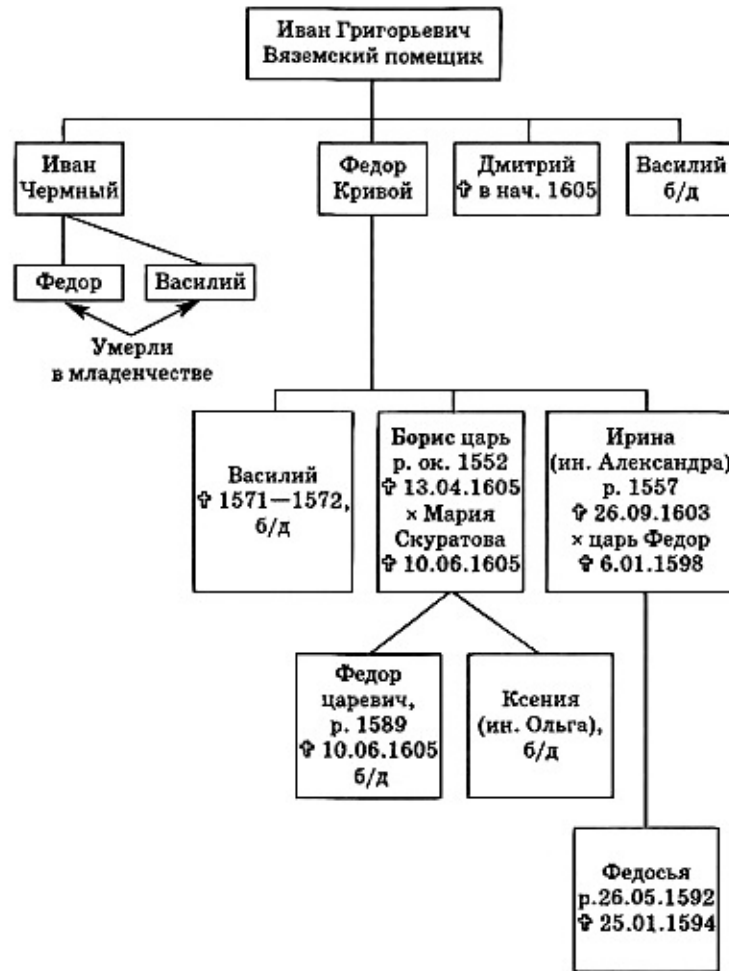 Иван Григорьевич
Вяземский помещик
Иван
Чермный
Федор
Кривой
Дмитрий
✞ в нач. 1605
Василий
б/д
Федор
Василий
Умерли
в младенчестве
Василий
✞ 1571—1572,
б/д
Борис царь
р. ок. 1552
✞ 13.04.1605
× Мария
Скуратова
✞ 10.06.1605
Ирина
(ин. Александра)
р. 1557
✞ 26.09.1603
× царь Федор
✞ 6.01.1598
Федор
царевич,
р. 1589
✞ 10.06.1605
б/д
Ксения
(ин. Ольга),
б/д
Федосья
р.26.05.1592
✞ 25.01.1594